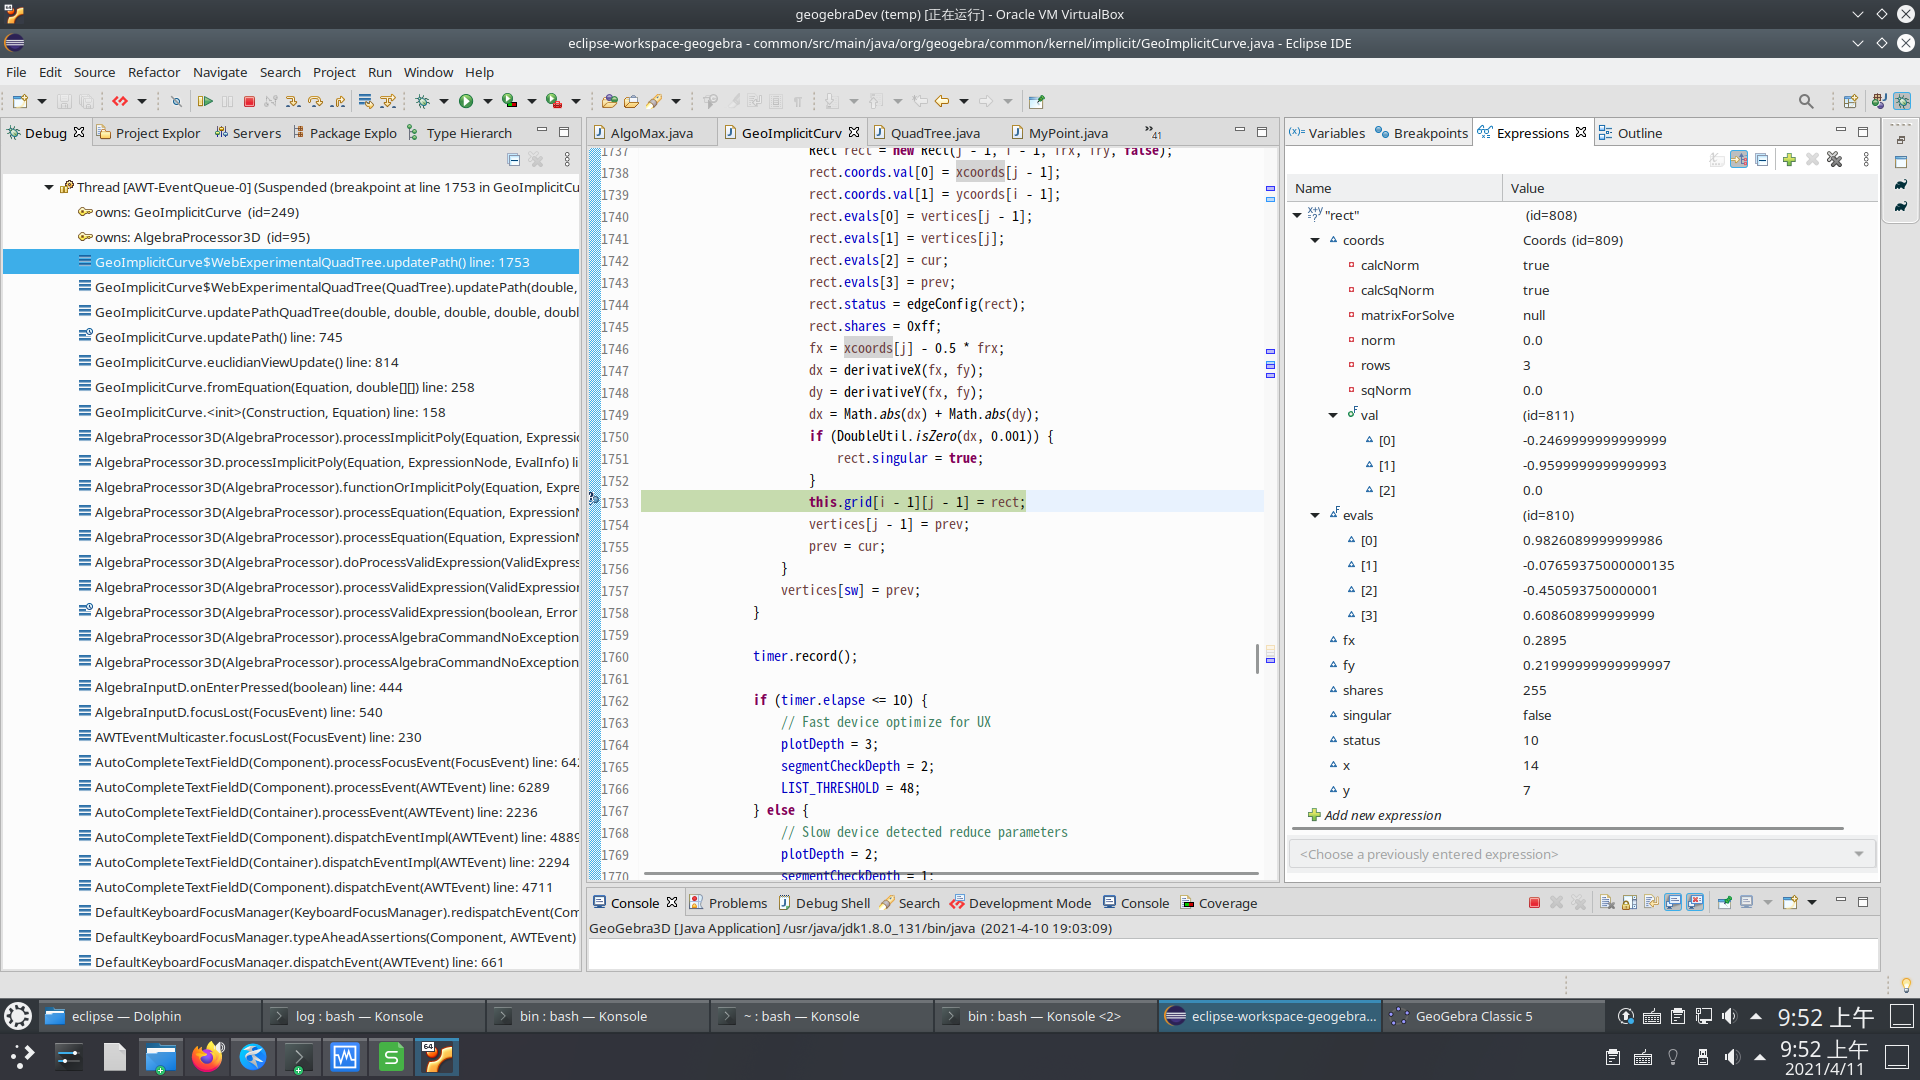 geogebraDev (temp) [正在运行] - Oracle VM VirtualBox
eclipse-workspace-geogebra - common/src/main/java/org/geogebra/common/kernel/implicit/GeoImplicitCurve.java - Eclipse IDE
File Edit Source Refactor Navigate Search Project Run Window Help
Debug Project Explor Servers Package Explo Type Hierarch
Thread [AWT-EventQueue-0] (Suspended (breakpoint at line 1753 in GeoImplicitCu
owns: GeoImplicitCurve (id=249)
owns: AlgebraProcessor3D (id=95)
GeoImplicitCurve$WebExperimentalQuadTree.updatePath() line: 1753
GeoImplicitCurve$WebExperimentalQuadTree(QuadTree).updatePath(double,
GeoImplicitCurve.updatePathQuadTree(double, double, double, double, doubl
GeoImplicitCurve.updatePath() line: 745
GeoImplicitCurve.euclidianViewUpdate() line: 814
GeoImplicitCurve.fromEquation(Equation, double[][]) line: 258
GeoImplicitCurve.<init>(Construction, Equation) line: 158
AlgebraProcessor3D(AlgebraProcessor).processImplicitPoly(Equation, Expressi
AlgebraProcessor3D.processImplicitPoly(Equation, ExpressionNode, EvalInfo) li
AlgebraProcessor3D(AlgebraProcessor).functionOrImplicitPoly(Equation, Expre
AlgebraProcessor3D(AlgebraProcessor).processEquation(Equation, ExpressionN
AlgebraProcessor3D(AlgebraProcessor).processEquation(Equation, ExpressionN
AlgebraProcessor3D(AlgebraProcessor).doProcessValidExpression(ValidExpress
AlgebraProcessor3D(AlgebraProcessor).processValidExpression(ValidExpression
AlgebraProcessor3D(AlgebraProcessor).processValidExpression(boolean, Error
AlgebraProcessor3D(AlgebraProcessor).processAlgebraCommandNoException
AlgebraProcessor3D(AlgebraProcessor).processAlgebraCommandNoException
AlgebraInputD.onEnterPressed(boolean) line: 444
AlgebraInputD.focusLost(FocusEvent) line: 540
AWTEventMulticaster.focusLost(FocusEvent) line: 230
AutoCompleteTextFieldD(Component).processFocusEvent(FocusEvent) line: 642
AutoCompleteTextFieldD(Component).processEvent(AWTEvent) line: 6289
AutoCompleteTextFieldD(Container).processEvent(AWTEvent) line: 2236
AutoCompleteTextFieldD(Component).dispatchEventImpl(AWTEvent) line: 4889
AutoCompleteTextFieldD(Container).dispatchEventImpl(AWTEvent) line: 2294
AutoCompleteTextFieldD(Component).dispatchEvent(AWTEvent) line: 4711
DefaultKeyboardFocusManager(KeyboardFocusManager).redispatchEvent(Com
DefaultKeyboardFocusManager.typeAheadAssertions(Component, AWTEvent)
DefaultKeyboardFocusManager.dispatchEvent(AWTEvent) line: 661
AlgoMax.java GeoImplicitCurv QuadTree.java MyPoint.java »41
1737 Rect rect = new Rect(j - 1, i - 1, frx, fry, false);
1738 rect.coords.val[0] = xcoords[j - 1];
1739 rect.coords.val[1] = ycoords[i - 1];
1740 rect.evals[0] = vertices[j - 1];
1741 rect.evals[1] = vertices[j];
1742 rect.evals[2] = cur;
1743 rect.evals[3] = prev;
1744 rect.status = edgeConfig(rect);
1745 rect.shares = 0xff;
1746 fx = xcoords[j] - 0.5 * frx;
1747 dx = derivativeX(fx, fy);
1748 dy = derivativeY(fx, fy);
1749 dx = Math.abs(dx) + Math.abs(dy);
1750 if (DoubleUtil.isZero(dx, 0.001)) {
1751 rect.singular = true;
1752 }
1753 this.grid[i - 1][j - 1] = rect;
1754 vertices[j - 1] = prev;
1755 prev = cur;
1756 }
1757 vertices[sw] = prev;
1758 }
1759
1760 timer.record();
1761
1762 if (timer.elapse <= 10) {
1763 // Fast device optimize for UX
1764 plotDepth = 3;
1765 segmentCheckDepth = 2;
1766 LIST_THRESHOLD = 48;
1767 } else {
1768 // Slow device detected reduce parameters
1769 plotDepth = 2;
1770 segmentCheckDepth = 1;
Variables Breakpoints Expressions Outline
Name Value
"rect" (id=808)
coords Coords (id=809)
calcNorm true
calcSqNorm true
matrixForSolve null
norm 0.0
rows 3
sqNorm 0.0
val (id=811)
[0] -0.2469999999999999
[1] -0.9599999999999993
[2] 0.0
evals (id=810)
[0] 0.9826089999999986
[1] -0.07659375000000135
[2] -0.450593750000001
[3] 0.608608999999999
fx 0.2895
fy 0.21999999999999997
shares 255
singular false
status 10
x 14
y 7
Add new expression
<Choose a previously entered expression>
Console Problems Debug Shell Search Development Mode Console Coverage
GeoGebra3D [Java Application] /usr/java/jdk1.8.0_131/bin/java (2021-4-10 19:03:09)
eclipse — Dolphin
log : bash — Konsole
bin : bash — Konsole
~ : bash — Konsole
bin : bash — Konsole <2>
eclipse-workspace-geogebra...
GeoGebra Classic 5
9:52 上午
64
9:52 上午
2021/4/11